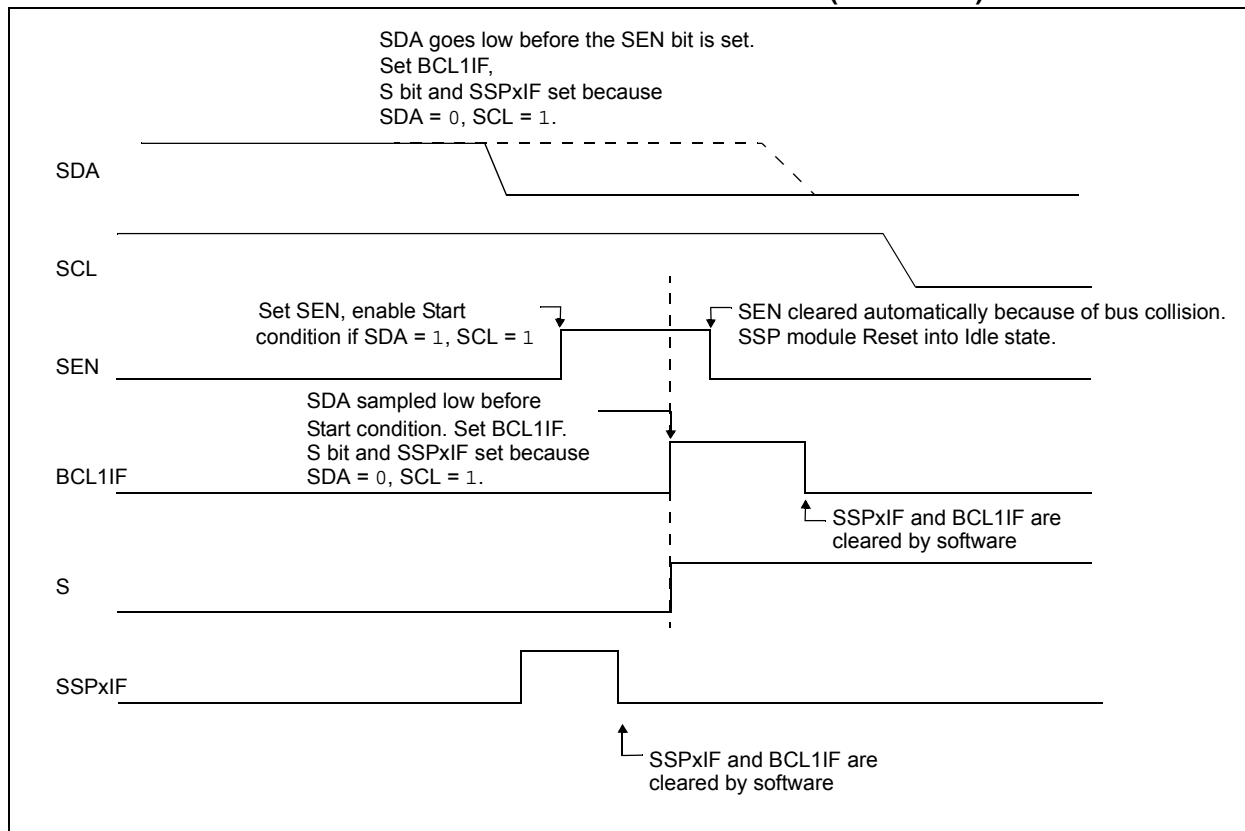 SDA goes low before the SEN bit is set.
Set BCL1IF,
S bit and SSPxIF set because
SDA = 0, SCL = 1.
SDA
SCL
Set SEN, enable Start
condition if SDA = 1, SCL = 1
SEN cleared automatically because of bus collision.
SSP module Reset into Idle state.
SEN
SDA sampled low before
Start condition. Set BCL1IF.
S bit and SSPxIF set because
SDA = 0, SCL = 1.
BCL1IF
SSPxIF and BCL1IF are
cleared by software
S
SSPxIF
SSPxIF and BCL1IF are
cleared by software